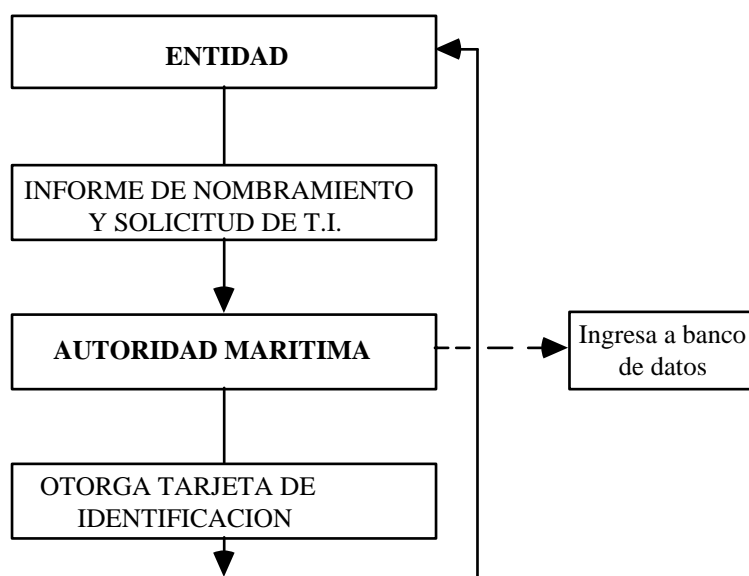 ENTIDAD
INFORME DE NOMBRAMIENTO
Y SOLICITUD DE T.I.
AUTORIDAD MARITIMA
Ingresa a banco
de datos
OTORGA TARJETA DE
IDENTIFICACION